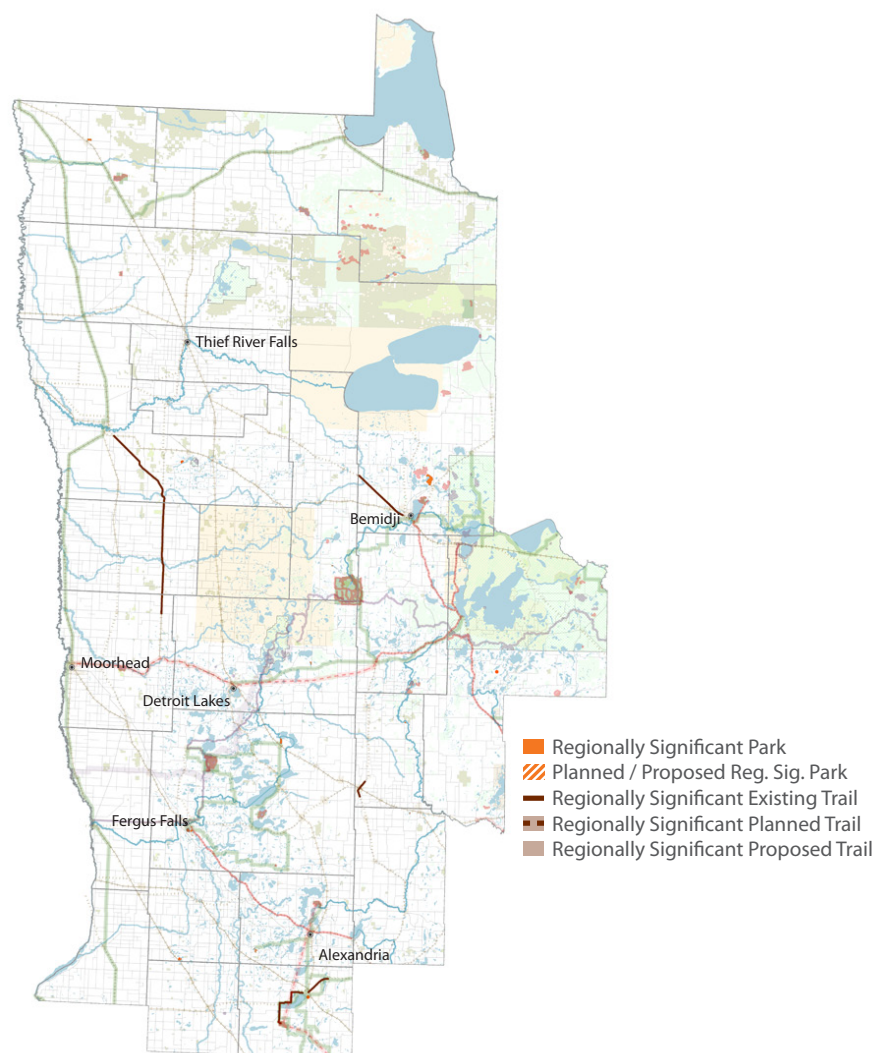 Thief River Falls
Bemidji
Moorhead
Detroit Lakes
Regionally Significant Park
Planned / Proposed Reg. Sig. Park
Regionally Significant Existing Trail
Fergus Falls
Regionally Significant Planned Trail
Regionally Significant Proposed Trail
Alexandria